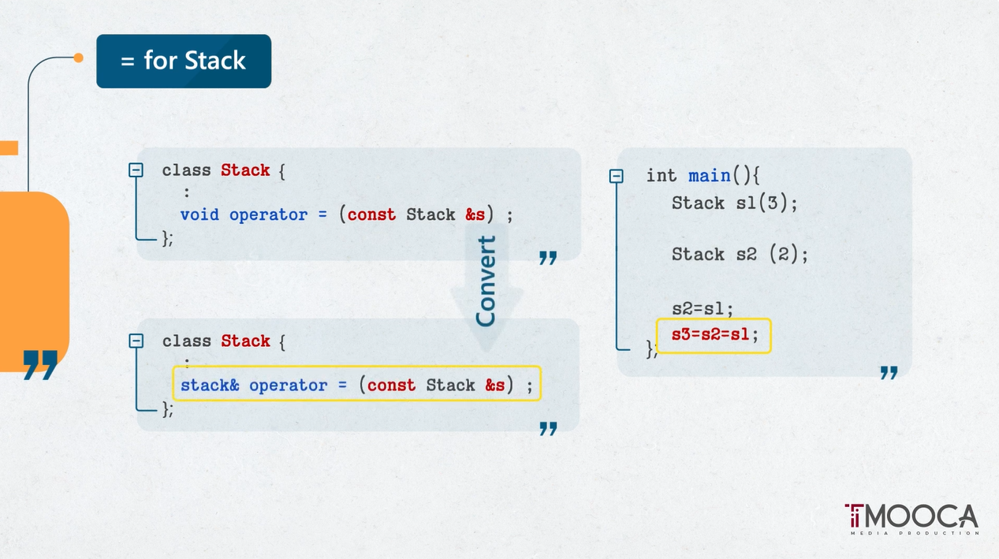 = for Stack
class Stack {
:
void operator = (const Stack &s) ;
};
Convert
class Stack {
:
stack& operator = (const Stack &s) ;
};
int main(){
Stack s1(3);
Stack s2 (2);
s2=s1;
s3=s2=s1;
};
TiMOOCA
MEDIA PRODUCTION